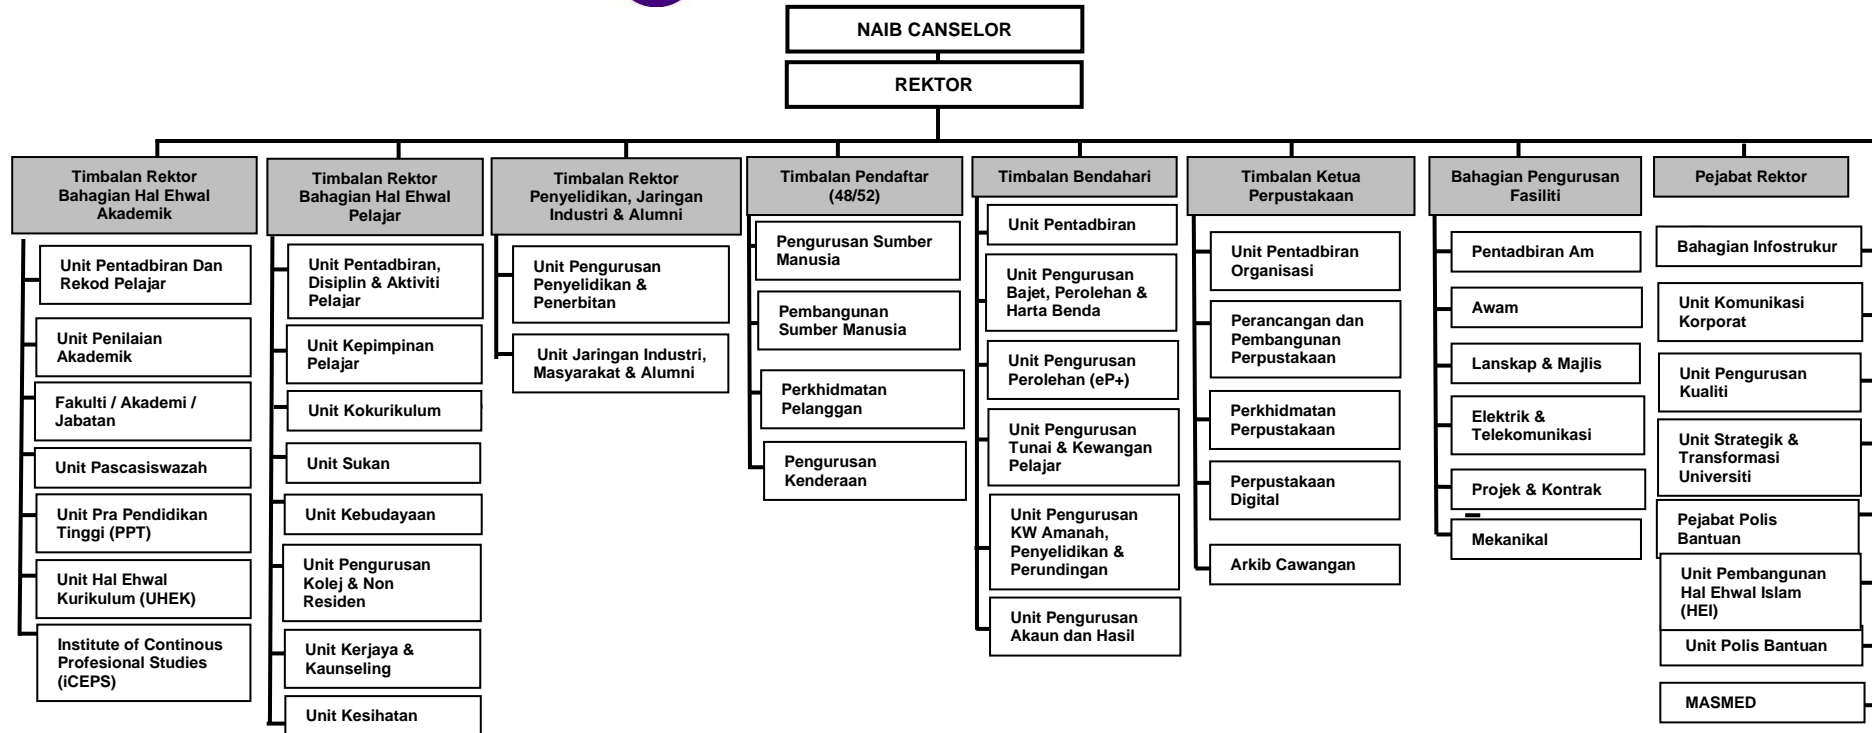 NAIB CANSELOR
REKTOR
Timbalan Rektor
Bahagian Hal Ehwal
Akademik
Unit Pentadbiran Dan
Rekod Pelajar
Unit Penilaian
Akademik
Fakulti / Akademi /
Jabatan
Unit Pascasiswazah
Unit Pra Pendidikan
Tinggi (PPT)
Unit Hal Ehwal
Kurikulum (UHEK)
Institute of Continous
Profesional Studies
(iCEPS)
Timbalan Rektor
Bahagian Hal Ehwal
Pelajar
Unit Pentadbiran,
Disiplin & Aktiviti
Pelajar
Unit Kepimpinan
Pelajar
Unit Kokurikulum
Unit Sukan
Unit Kebudayaan
Unit Pengurusan
Kolej & Non
Residen
Unit Kerjaya &
Kaunseling
Unit Kesihatan
Timbalan Rektor
Penyelidikan, Jaringan
Industri & Alumni
Unit Pengurusan
Penyelidikan &
Penerbitan
Unit Jaringan Industri,
Masyarakat & Alumni
Timbalan Pendaftar
(48/52)
Pengurusan Sumber
Manusia
Pembangunan
Sumber Manusia
Perkhidmatan
Pelanggan
Pengurusan
Kenderaan
Timbalan Bendahari
Unit Pentadbiran
Unit Pengurusan
Bajet, Perolehan &
Harta Benda
Unit Pengurusan
Perolehan (eP+)
Unit Pengurusan
Tunai & Kewangan
Pelajar
Unit Pengurusan
KW Amanah,
Penyelidikan &
Perundingan
Unit Pengurusan
Akaun dan Hasil
Timbalan Ketua
Perpustakaan
Unit Pentadbiran
Organisasi
Perancangan dan
Pembangunan
Perpustakaan
Perkhidmatan
Perpustakaan
Perpustakaan
Digital
Arkib Cawangan
Bahagian Pengurusan
Fasiliti
Pentadbiran Am
Awam
Lanskap & Majlis
Elektrik &
Telekomunikasi
Projek & Kontrak
Mekanikal
Pejabat Rektor
Bahagian Infostrukur
Unit Komunikasi
Korporat
Unit Pengurusan
Kualiti
Unit Strategik &
Transformasi
Universiti
Pejabat Polis
Bantuan
Unit Pembangunan
Hal Ehwal Islam
(HEI)
Unit Polis Bantuan
MASMED